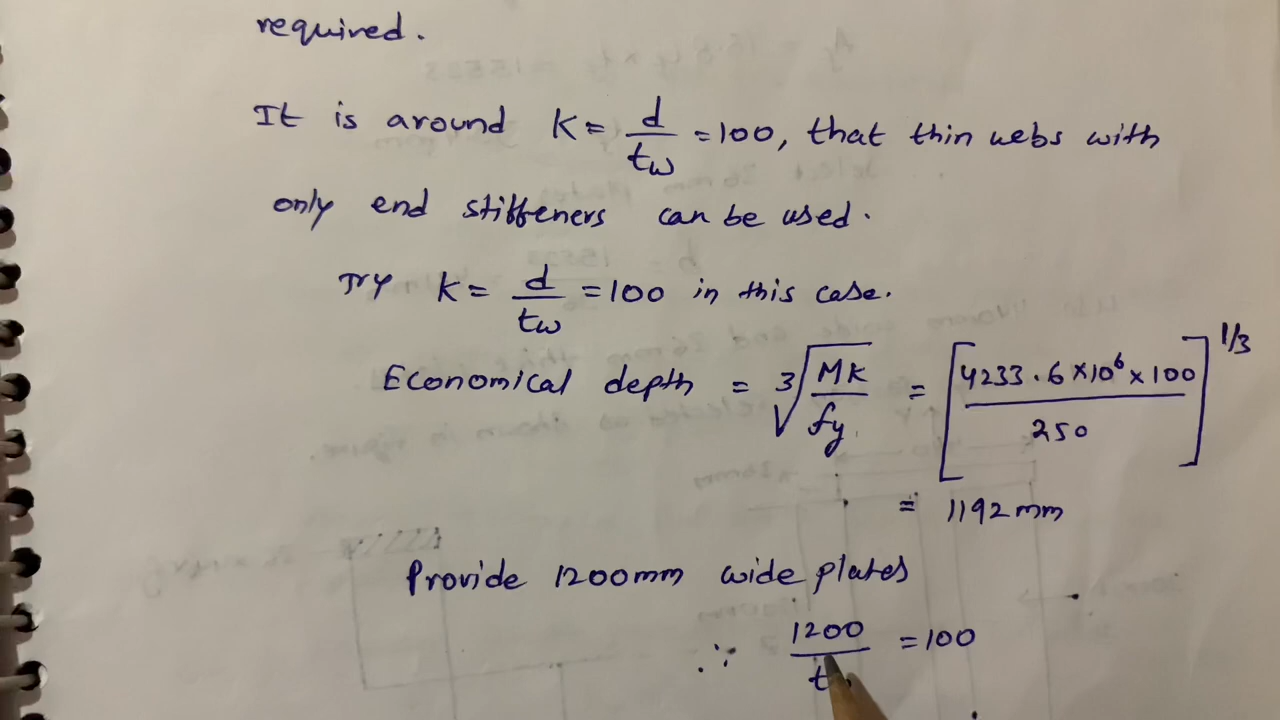 required.
It is around K = d/tw = 100, that thin webs with
only end stiffeners can be used.
Try K = d/tw = 100 in this case.
Economical depth = ∛(Mk/fy) = [4233.6×10⁶×100/250]^1/3
= 1192mm
Provide 1200mm wide plates
∴ 1200/tw = 100